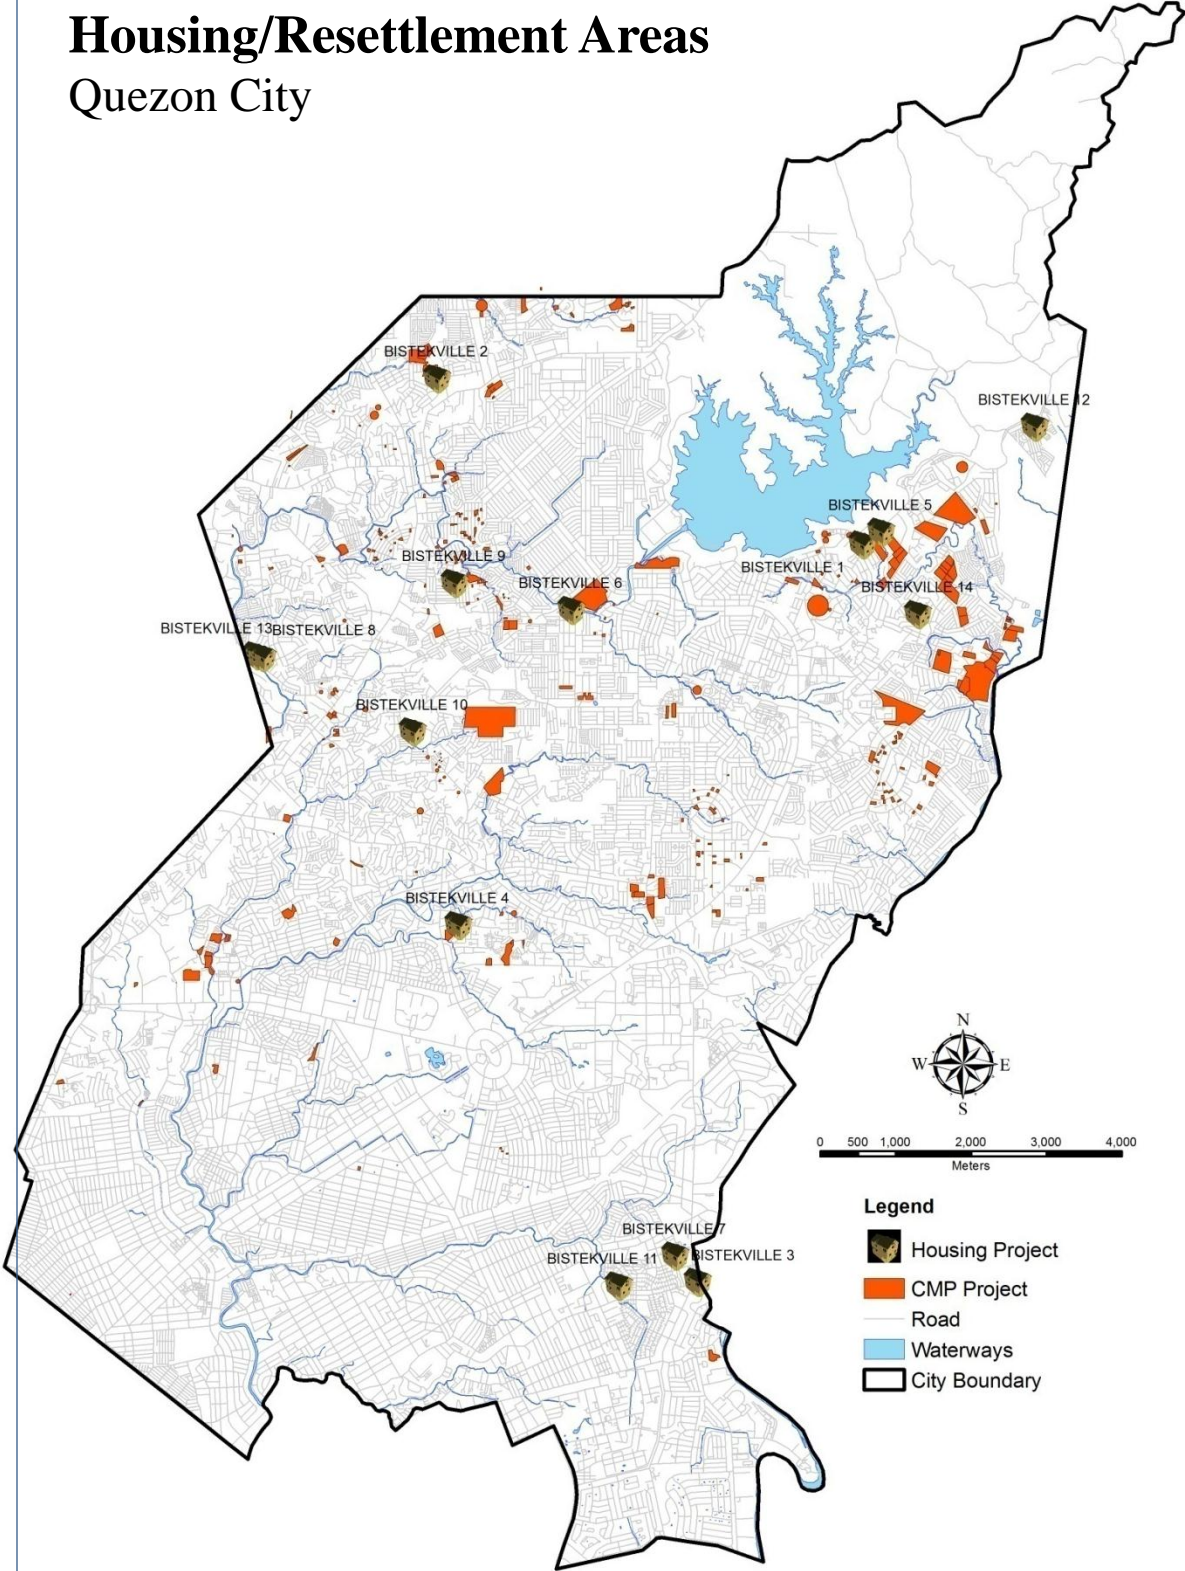 Housing/Resettlement Areas
Quezon City
BISTEKVILLE 2
BISTEKVILLE 12
BISTEKVILLE 5
BISTEKVILLE 9
BISTEKVILLE 1
BISTEKVILLE 6
BISTEKVILLE 14
BISTEKVILLE 13
BISTEKVILLE 8
BISTEKVILLE 10
BISTEKVILLE 4
N
W
E
S
0 500 1,000 2,000 3,000 4,000
Meters
Legend
Housing Project
CMP Project
Road
Waterways
City Boundary
BISTEKVILLE 7
BISTEKVILLE 11
BISTEKVILLE 3